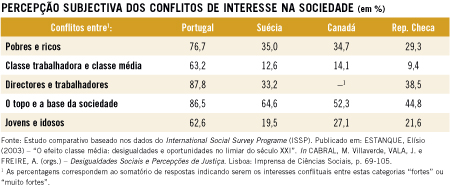 PERCEPÇÃO SUBJECTIVA DOS CONFLITOS DE INTERESSE NA SOCIEDADE (em %)
Conflitos entre¹: Portugal Suécia Canadá Rep. Checa
Pobres e ricos 76,7 35,0 34,7 29,3
Classe trabalhadora e classe média 63,2 12,6 14,1 9,4
Directores e trabalhadores 87,8 33,2 —¹ 38,5
O topo e a base da sociedade 86,5 64,6 52,3 44,8
Jovens e idosos 62,6 19,5 27,1 21,6
Fonte: Estudo comparativo baseado nos dados do International Social Survey Programe (ISSP). Publicado em: ESTANQUE, Elísio
(2003) – “O efeito classe média: desigualdades e oportunidades no limiar do século XXI”. In CABRAL, M. Villaverde, VALA, J. e
FREIRE, A. (orgs.) – Desigualdades Sociais e Percepções de Justiça. Lisboa: Imprensa de Ciências Sociais, p. 69-105.
¹ As percentagens correspondem ao somatório de respostas indicando serem os interesses conflituais entre estas categorias “fortes” ou
“muito fortes”.